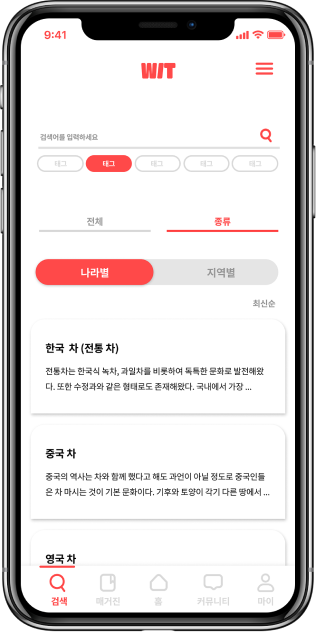 9:41
WIT
검색어를 입력하세요
태그 태그 태그 태그 태그
전체 종류
나라별 지역별
최신순
한국 차 (전통 차)
전통차는 한국식 녹차, 과일차를 비롯하여 독특한 문화로 발전해왔
다. 또한 수정과와 같은 형태로도 존재해왔다. 국내에서 가장 ...
중국 차
중국의 역사는 차와 함께 했다고 해도 과언이 아닐 정도로 중국인들
은 차 마시는 것이 기본 문화이다. 기후와 토양이 각기 다른 땅에서 ...
영국 차
검색 매거진 홈 커뮤니티 마이